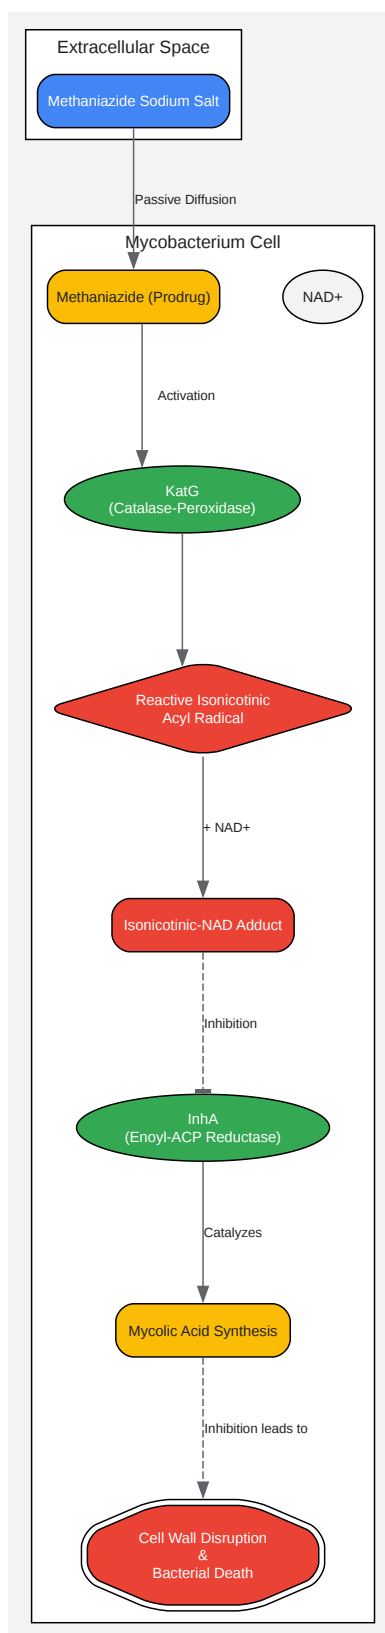 Extracellular Space
Methaniazide Sodium Salt
Passive Diffusion
Mycobacterium Cell
Methaniazide (Prodrug)
NAD+
Activation
KatG
(Catalase-Peroxidase)
Reactive Isonicotinic
Acyl Radical
+ NAD+
Isonicotinic-NAD Adduct
Inhibition
InhA
(Enoyl-ACP Reductase)
Catalyzes
Mycolic Acid Synthesis
Inhibition leads to
Cell Wall Disruption
&
Bacterial Death